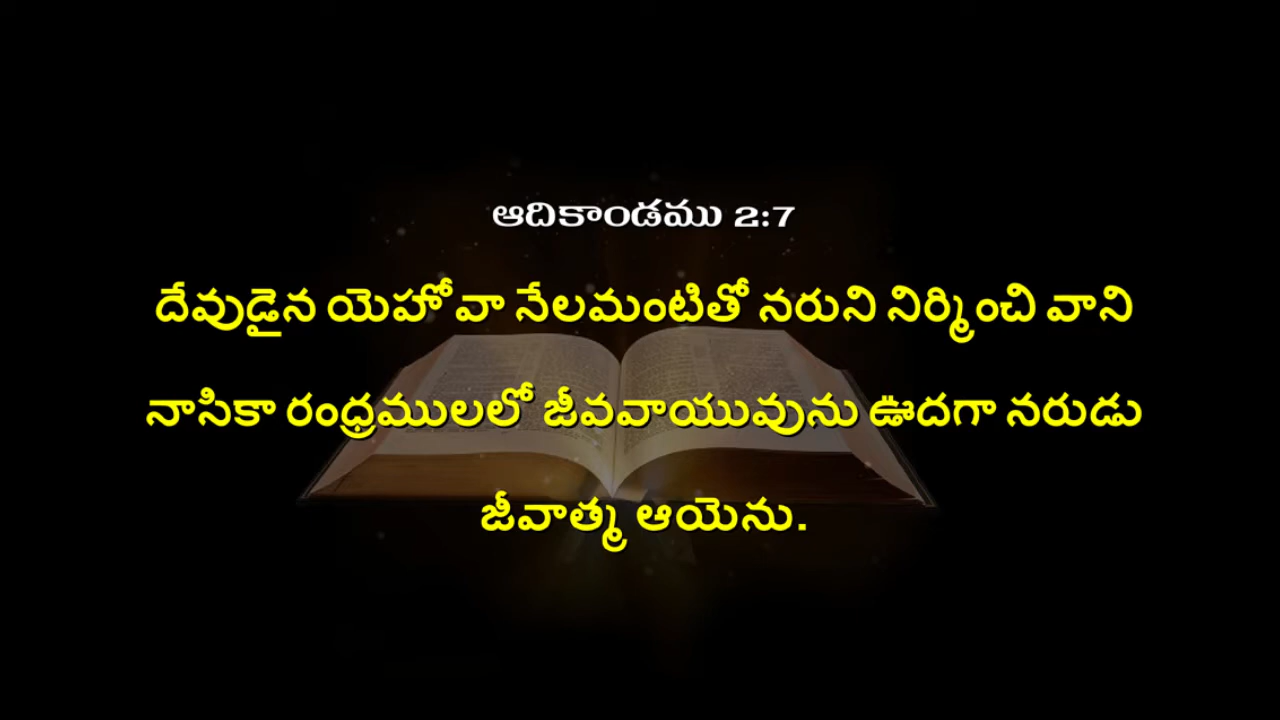 ఆదికాండము 2:7
దేవుడైన యెహోవా నేలమంటితో నరుని నిర్మించి వాని
నాసికా రంధ్రములలో జీవవాయువును ఊదగా నరుడు
జీవాత్మ ఆయెను.